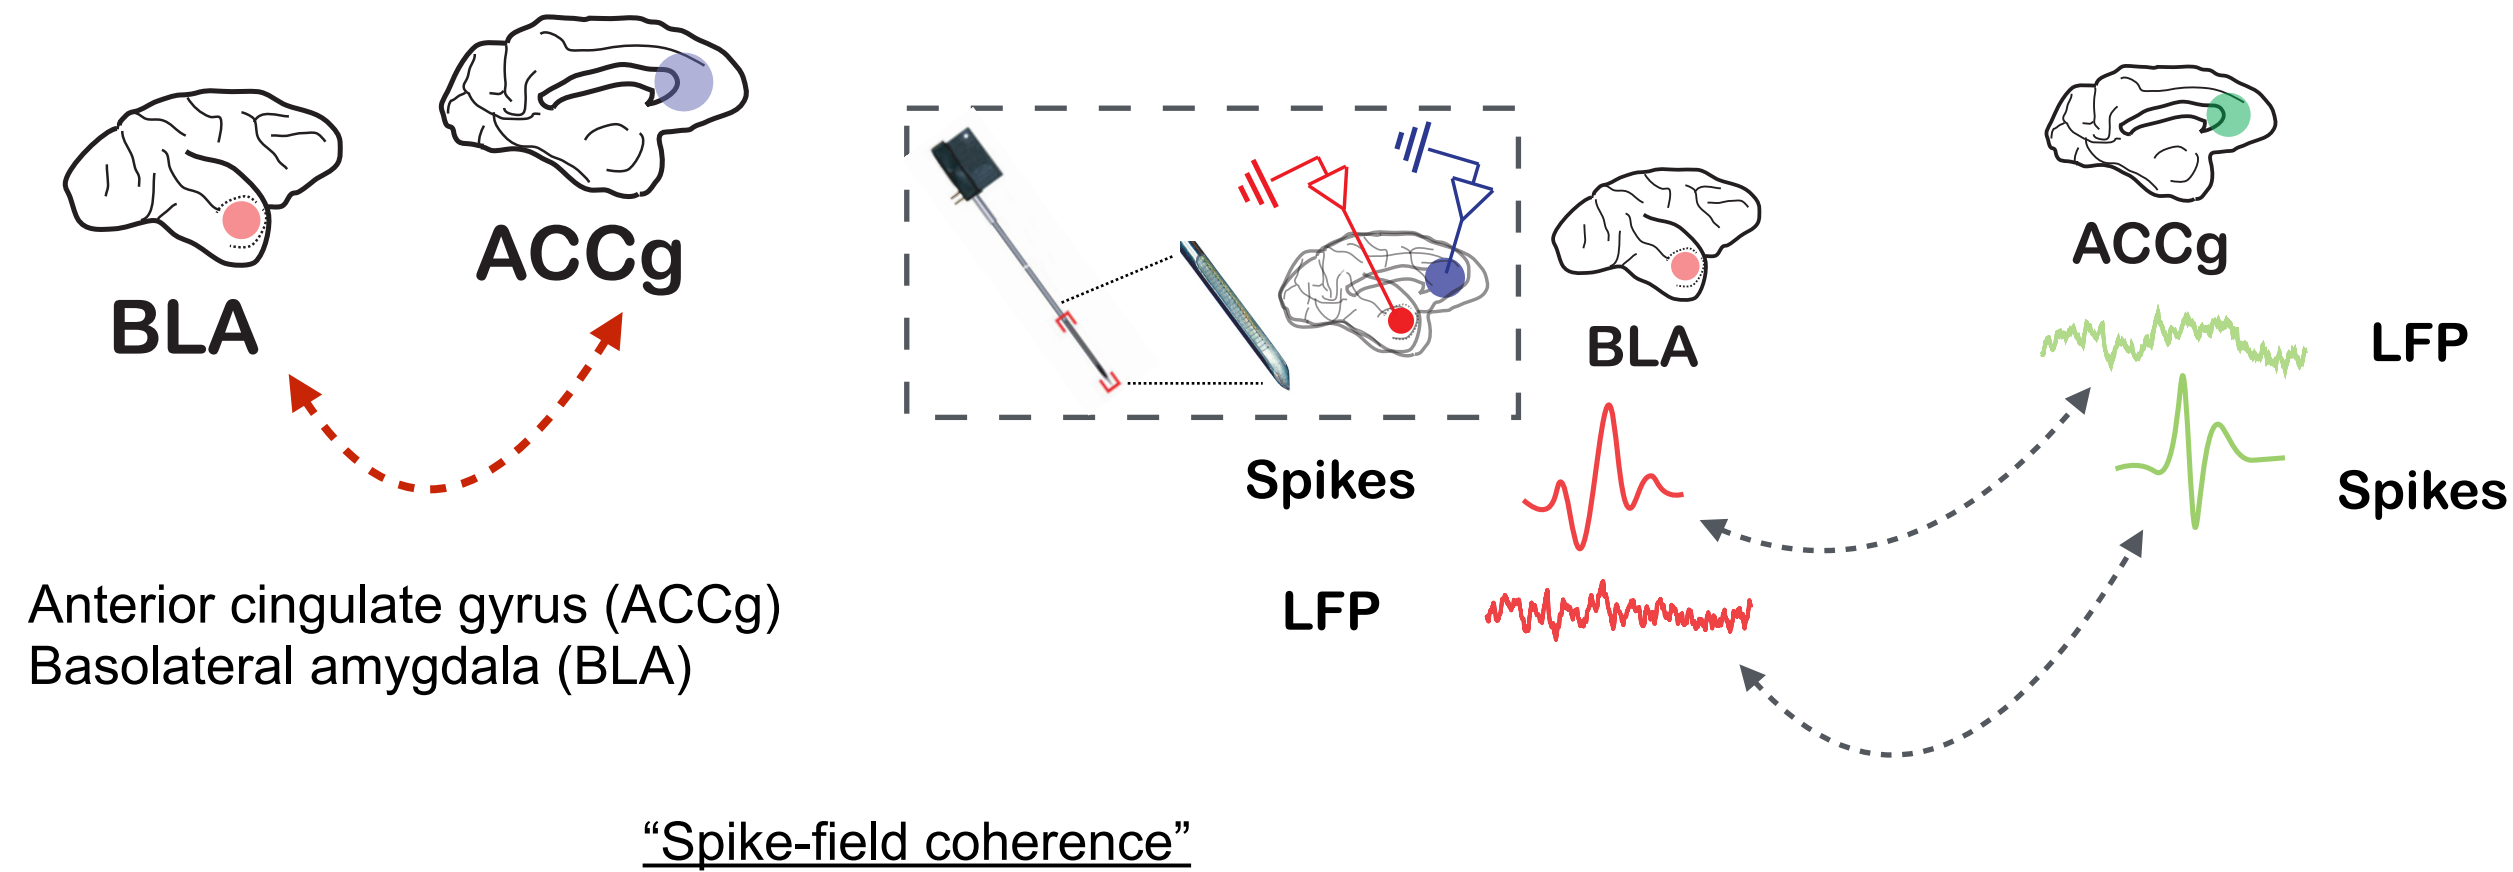 ACCg
BLA
Anterior cingulate gyrus (ACCg)
Basolateral amygdala (BLA)
BLA
Spikes
LFP
ACCg
LFP
Spikes
“Spike-field coherence”